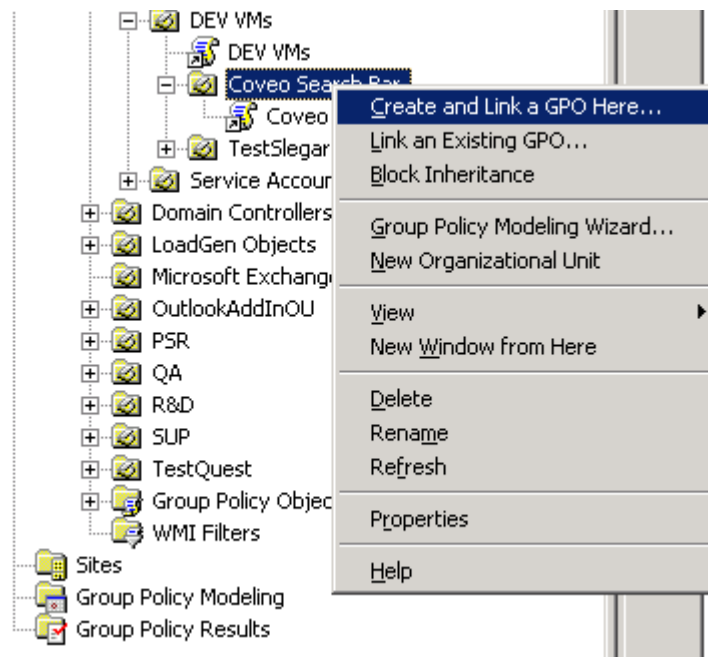 DEV VMs
DEV VMs
Coveo Search Bar
Coveo
TestSlegar
Service Accour
Domain Controllers
LoadGen Objects
Microsoft Exchang
OutlookAddInOU
PSR
QA
R&D
SUP
TestQuest
Group Policy Objec
WMI Filters
Sites
Group Policy Modeling
Group Policy Results
Create and Link a GPO Here...
Link an Existing GPO...
Block Inheritance
Group Policy Modeling Wizard...
New Organizational Unit
View
New Window from Here
Delete
Rename
Refresh
Properties
Help